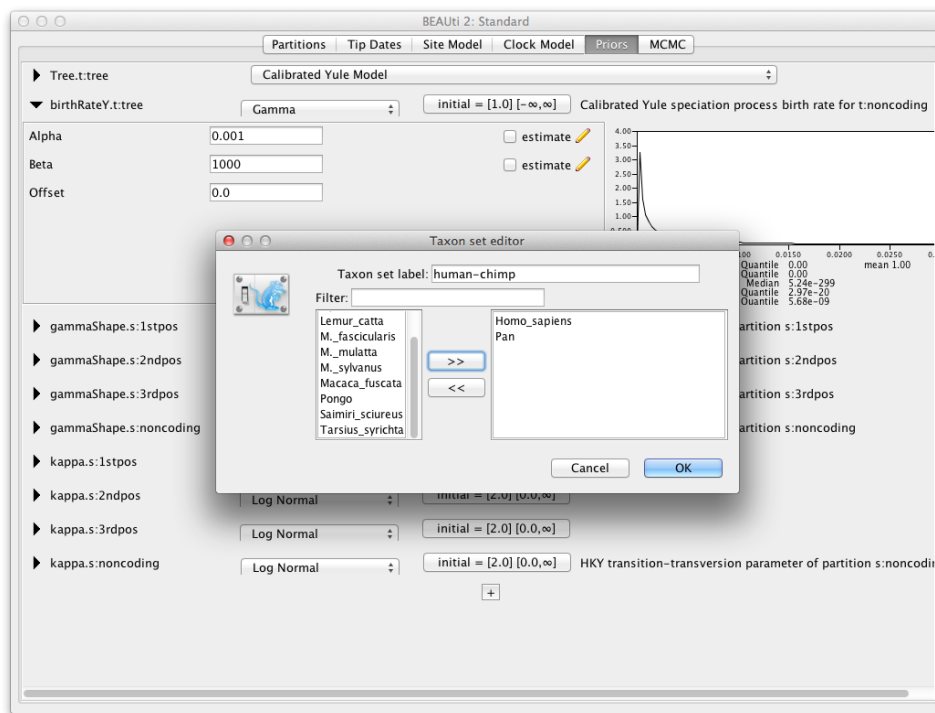 BEAUti 2: Standard
Partitions Tip Dates Site Model Clock Model Priors MCMC
Tree.t:tree Calibrated Yule Model
birthRateY.t:tree Gamma initial = [1.0] [-∞,∞] Calibrated Yule speciation process birth rate for t:noncoding
Alpha 0.001 estimate
Beta 1000 estimate
Offset 0.0
4.00
3.50
3.00
2.50
2.00
1.50
1.00
0.0150 0.0200 0.0250
Quantile 0.00 mean 1.00
Quantile 0.00
Median 5.24e-299
Quantile 2.97e-20
Quantile 5.68e-09
Taxon set editor
Taxon set label: human-chimp
Filter:
Lemur_catta
M._fascicularis
M._mulatta
M._sylvanus
Macaca_fuscata
Pongo
Saimiri_sciureus
Tarsius_syrichta
>>
<<
Homo_sapiens
Pan
Cancel OK
gammaShape.s:1stpos artition s:1stpos
gammaShape.s:2ndpos artition s:2ndpos
gammaShape.s:3rdpos artition s:3rdpos
gammaShape.s:noncoding artition s:noncoding
kappa.s:1stpos
kappa.s:2ndpos Log Normal initial = [2.0] [0.0,∞]
kappa.s:3rdpos Log Normal initial = [2.0] [0.0,∞]
kappa.s:noncoding Log Normal initial = [2.0] [0.0,∞] HKY transition-transversion parameter of partition s:noncodi
+